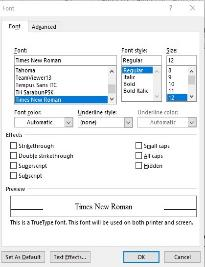 Font ? ×
Font Advanced
Font: Font style: Size:
Times New Roman Regular 12
Tahoma Regular 8
TeamViewer13 Italic 9
Tempus Sans ITC Bold 10
TH SarabunPSK Bold Italic 11
Times New Roman 12
Font color: Underline style: Underline color:
Automatic (none) Automatic
Effects
Strikethrough Small caps
Double strikethrough All caps
Superscript Hidden
Subscript
Preview
Times New Roman
This is a TrueType font. This font will be used on both printer and screen.
Set As Default Text Effects... OK Cancel